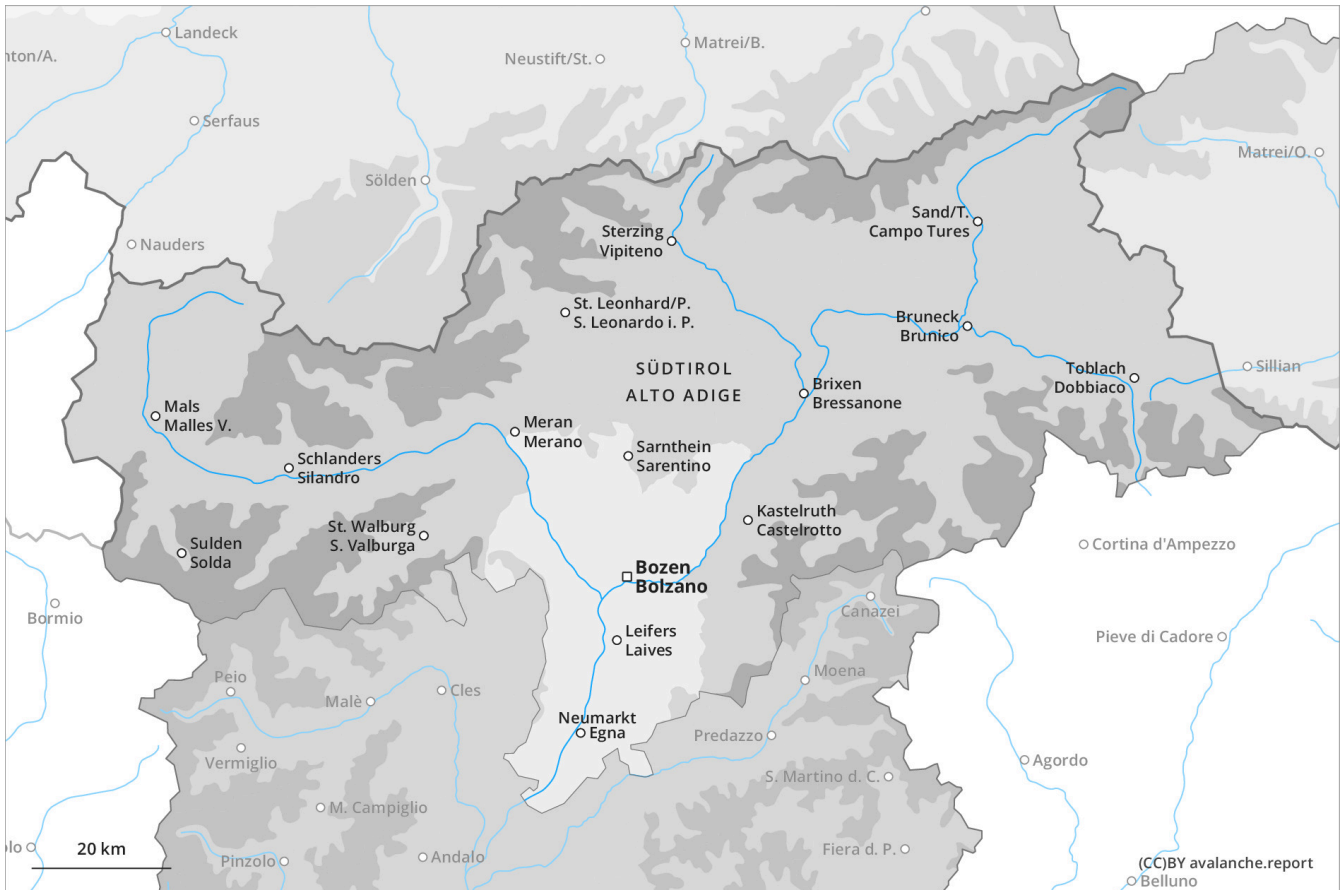 Landeck
nton/A.
Neustift/St.
Matrei/B.
Serfaus
Matrei/O.
Sölden
Nauders
Sterzing
Vipiteno
Sand/T.
Campo Tures
St. Leonhard/P.
S. Leonardo i. P.
Bruneck
Brunico
SÜDTIROL
ALTO ADIGE
Toblach
Dobbiaco
Sillian
Brixen
Bressanone
Mals
Malles V.
Meran
Merano
Sarnthein
Sarentino
Schlanders
Silandro
St. Walburg
S. Valburga
Kastelruth
Castelrotto
Sulden
Solda
Cortina d'Ampezzo
Bozen
Bolzano
Bormio
Canazei
Leifers
Laives
Pieve di Cadore
Peio
Malè
Cles
Moena
Neumarkt
Egna
Predazzo
Vermiglio
Agordo
S. Martino d. C.
M. Campiglio
20 km
lo
Pinzolo
Andalo
Fiera d. P.
(CC)BY avalanche.report
Belluno